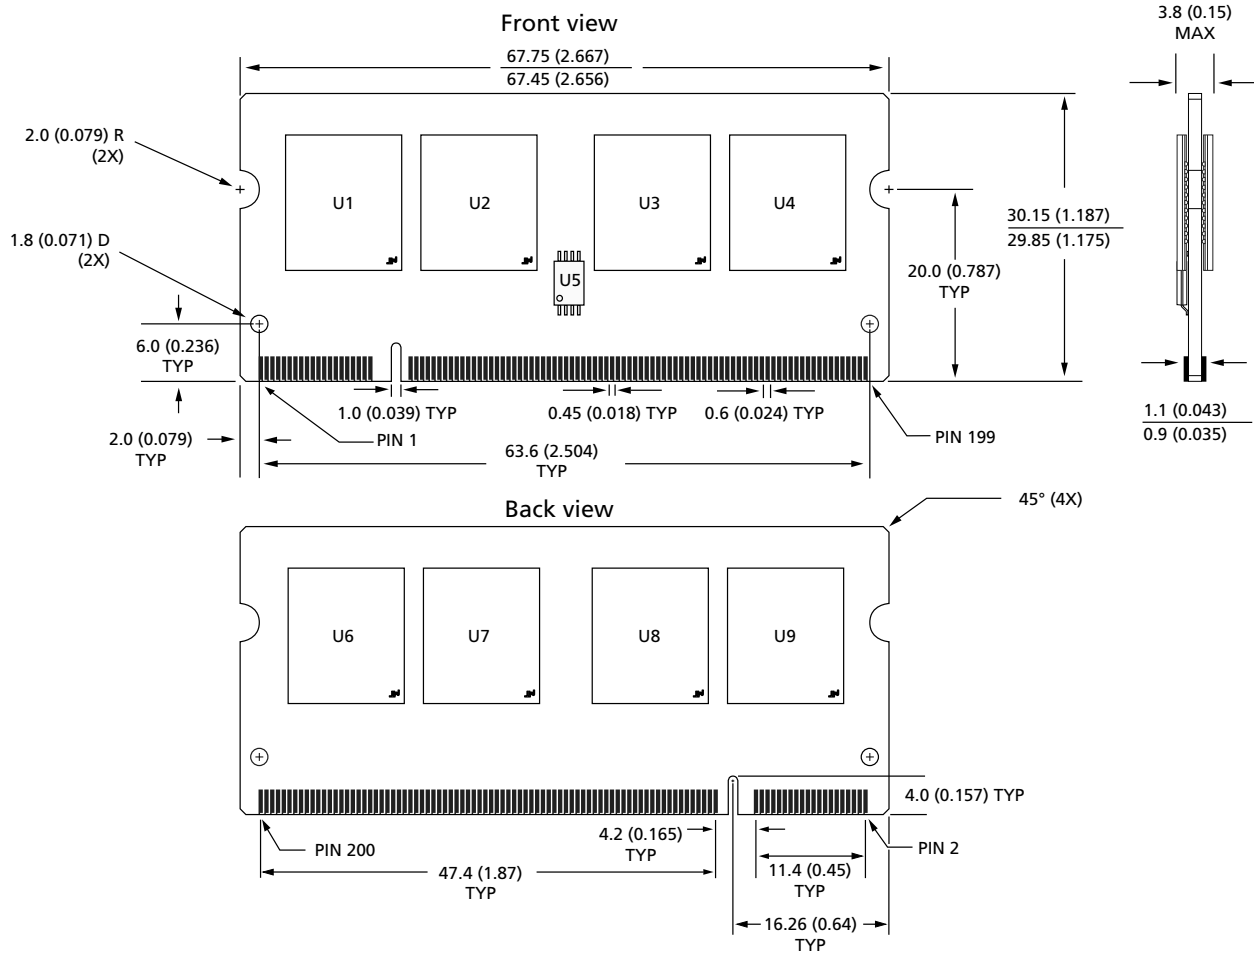 Front view
3.8 (0.15)
MAX
67.75 (2.667)
67.45 (2.656)
2.0 (0.079) R
(2X)
U1
U2
U3
U4
30.15 (1.187)
29.85 (1.175)
1.8 (0.071) D
(2X)
U5
20.0 (0.787)
TYP
6.0 (0.236)
TYP
1.0 (0.039) TYP
0.45 (0.018) TYP
0.6 (0.024) TYP
1.1 (0.043)
0.9 (0.035)
2.0 (0.079)
TYP
PIN 1
PIN 199
63.6 (2.504)
TYP
Back view
45° (4X)
U6
U7
U8
U9
4.0 (0.157) TYP
PIN 200
4.2 (0.165)
TYP
PIN 2
47.4 (1.87)
TYP
11.4 (0.45)
TYP
16.26 (0.64)
TYP